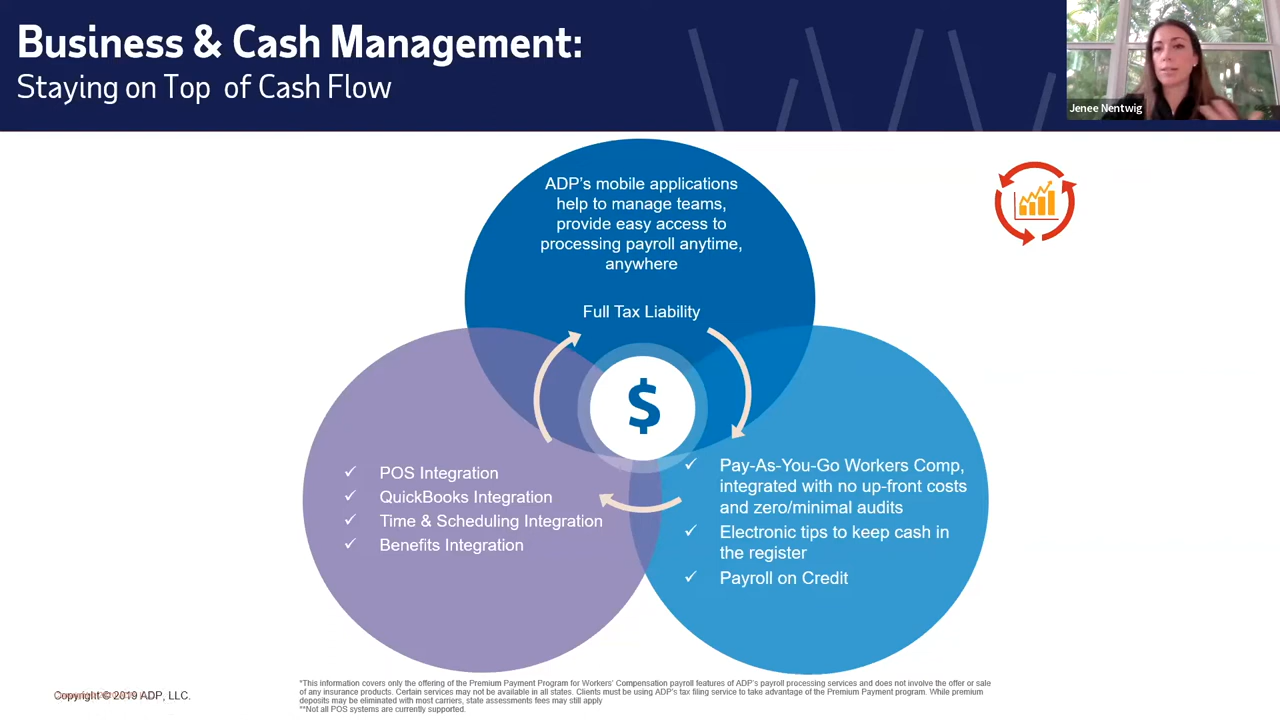 Business & Cash Management:
Staying on Top of Cash Flow
Jenee Nentwig
ADP's mobile applications
help to manage teams,
provide easy access to
processing payroll anytime,
anywhere
Full Tax Liability
$
POS Integration
QuickBooks Integration
Time & Scheduling Integration
Benefits Integration
Pay-As-You-Go Workers Comp,
integrated with no up-front costs
and zero/minimal audits
Electronic tips to keep cash in
the register
Payroll on Credit
Copyright © 2019 ADP, LLC.
*This information covers only the offering of the Premium Payment Program for Workers' Compensation payroll features of ADP's payroll processing services and does not involve the offer or sale
of any insurance products. Certain services may not be available in all states. Clients must be using ADP's tax filing service to take advantage of the Premium Payment program. While premium
deposits may be eliminated with most carriers, state assessments fees may still apply
**Not all POS systems are currently supported.